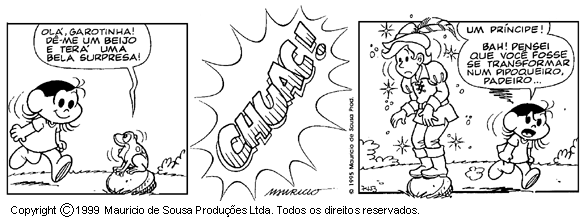 OLÁ, GAROTINHA!
DÊ-ME UM BEIJO
E TERÁ UMA
BELA SURPRESA!
CHUAC!!
MAURICIO
© 1995 Mauricio de Sousa Prod.
UM PRÍNCIPE!
BAH! PENSEI
QUE VOCÊ FOSSE
SE TRANSFORMAR
NUM PIPOQUEIRO,
PADEIRO...
Copyright ©1999 Mauricio de Sousa Produções Ltda. Todos os direitos reservados.